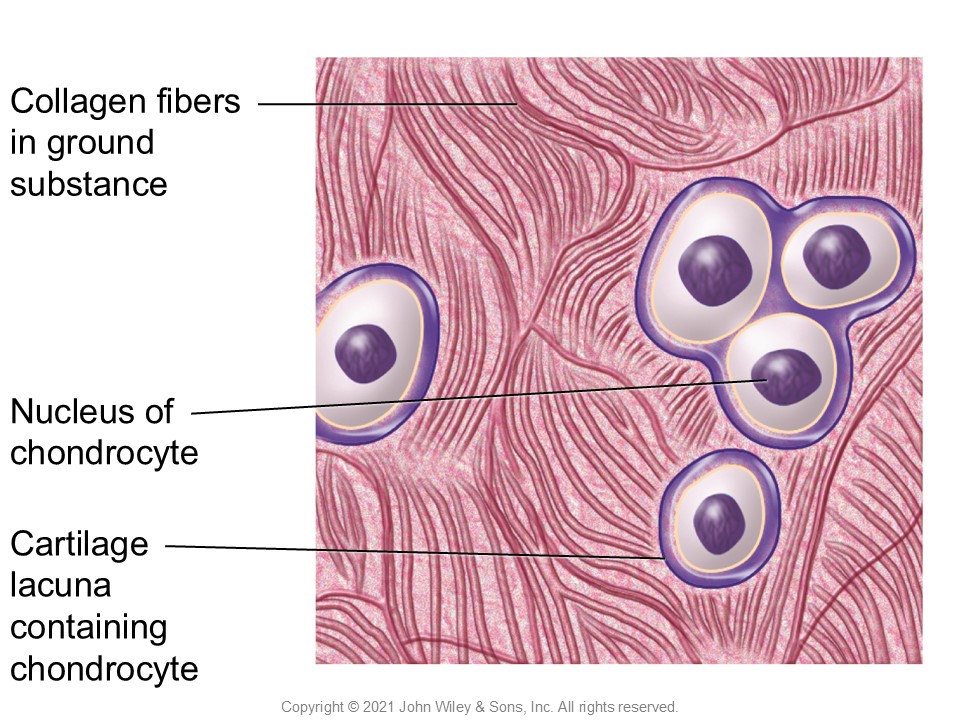 Collagen fibers
in ground
substance
Nucleus of
chondrocyte
Cartilage
lacuna
containing
chondrocyte
Copyright © 2021 John Wiley & Sons, Inc. All rights reserved.